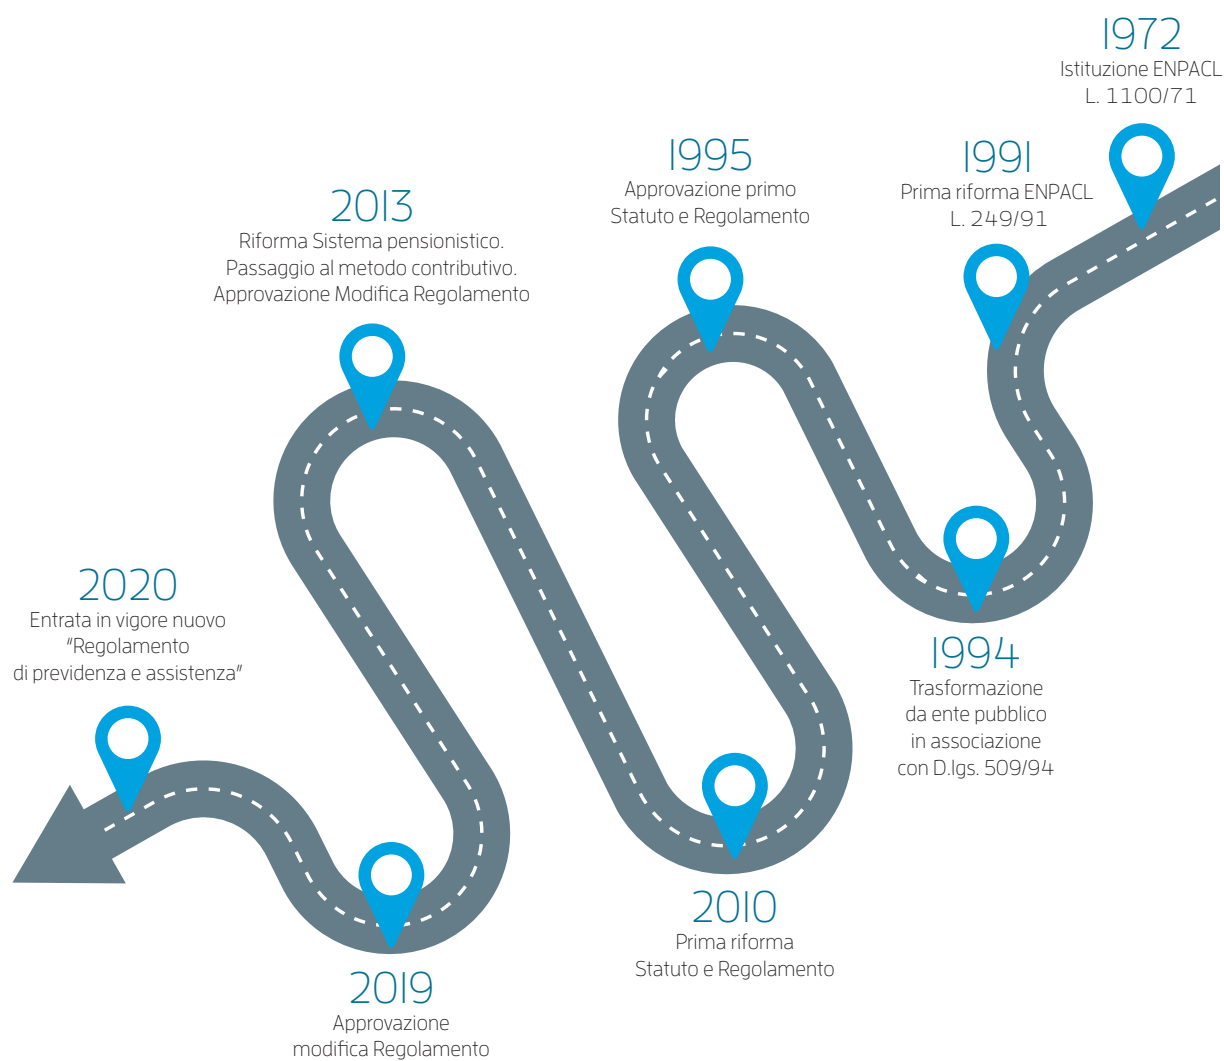 1972
Istituzione ENPACL
L. 1100/71
1991
Prima riforma ENPACL
L. 249/91
1994
Trasformazione
da ente pubblico
in associazione
con D.lgs. 509/94
1995
Approvazione primo
Statuto e Regolamento
2010
Prima riforma
Statuto e Regolamento
2013
Riforma Sistema pensionistico.
Passaggio al metodo contributivo.
Approvazione Modifica Regolamento
2019
Approvazione
modifica Regolamento
2020
Entrata in vigore nuovo
"Regolamento
di previdenza e assistenza"